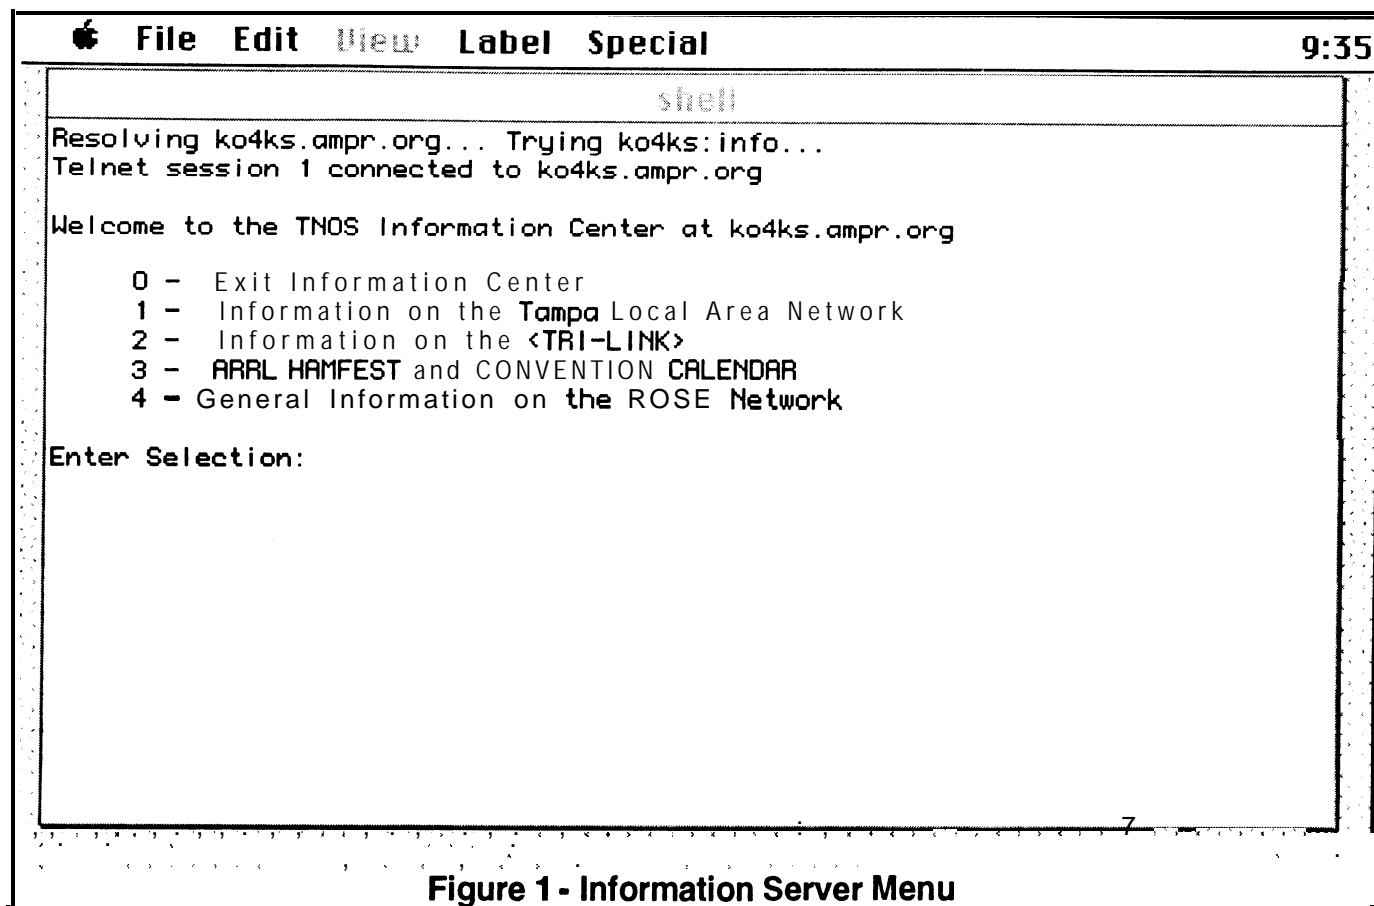 File Edit View Label Special 9:35
shell
Resolving ko4ks.ampr.org... Trying ko4ks:info...
Telnet session 1 connected to ko4ks.ampr.org
Welcome to the TNOS Information Center at ko4ks.ampr.org
0 - Exit Information Center
1 - Information on the Tampa Local Area Network
2 - Information on the <TRI-LINK>
3 - ARRL HAMFEST and CONVENTION CALENDAR
4 - General Information on the ROSE Network
Enter Selection:
7
Figure 1 - Information Server Menu